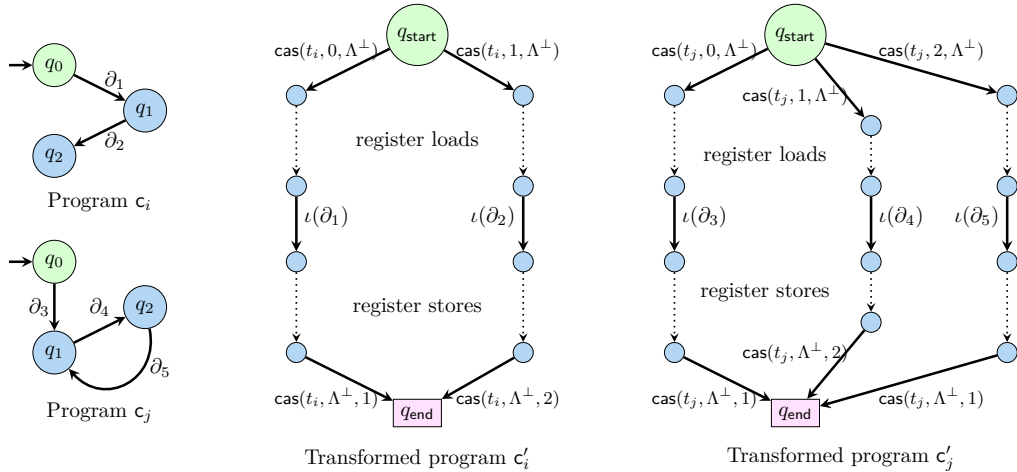 q₀
∂₁
q₁
∂₂
q₂
Program c_i
q₀
∂₃
∂₄
q₂
q₁
∂₅
Program c_j
q_start
cas(t_i, 0, Λ^⊥)
cas(t_i, 1, Λ^⊥)
register loads
ι(∂₁)
ι(∂₂)
register stores
cas(t_i, Λ^⊥, 1)
cas(t_i, Λ^⊥, 2)
q_end
Transformed program c′_i
q_start
cas(t_j, 0, Λ^⊥)
cas(t_j, 2, Λ^⊥)
cas(t_j, 1, Λ^⊥)
register loads
ι(∂₃)
ι(∂₄)
ι(∂₅)
register stores
cas(t_j, Λ^⊥, 2)
cas(t_j, Λ^⊥, 1)
cas(t_j, Λ^⊥, 1)
q_end
Transformed program c′_j